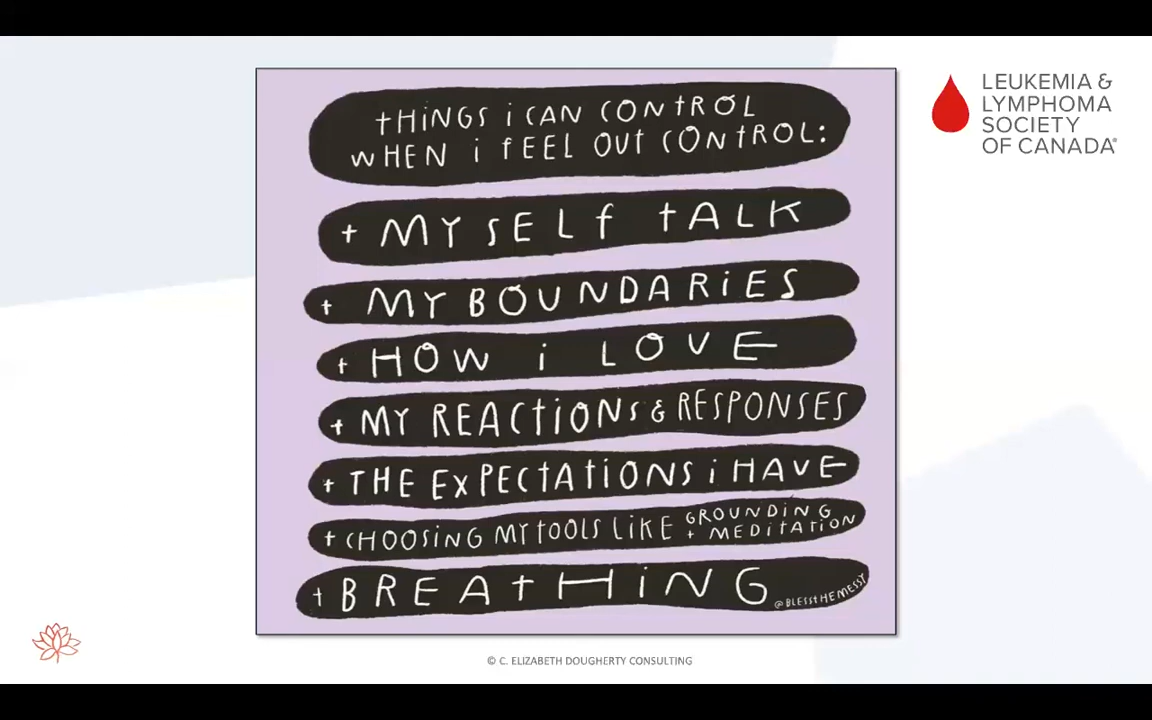 tHiNGS i CAN CONtROL
WHEN i fEEL OUt CONtROL:
+ MY SELf tALK
+ MY BOUNDARiES
+ HOW i LOVE
+ MY REACtiONS & RESPONSES
+ THE EXPECtAtiONS i HAVE
+ CHOOSiNG MY tOOLS LiKE GROUNDiNG
+ MEDitAtiON
+ BREAtHiNG
@BLESStHEMESSY
LEUKEMIA &
LYMPHOMA
SOCIETY
OF CANADA®
© C. ELIZABETH DOUGHERTY CONSULTING